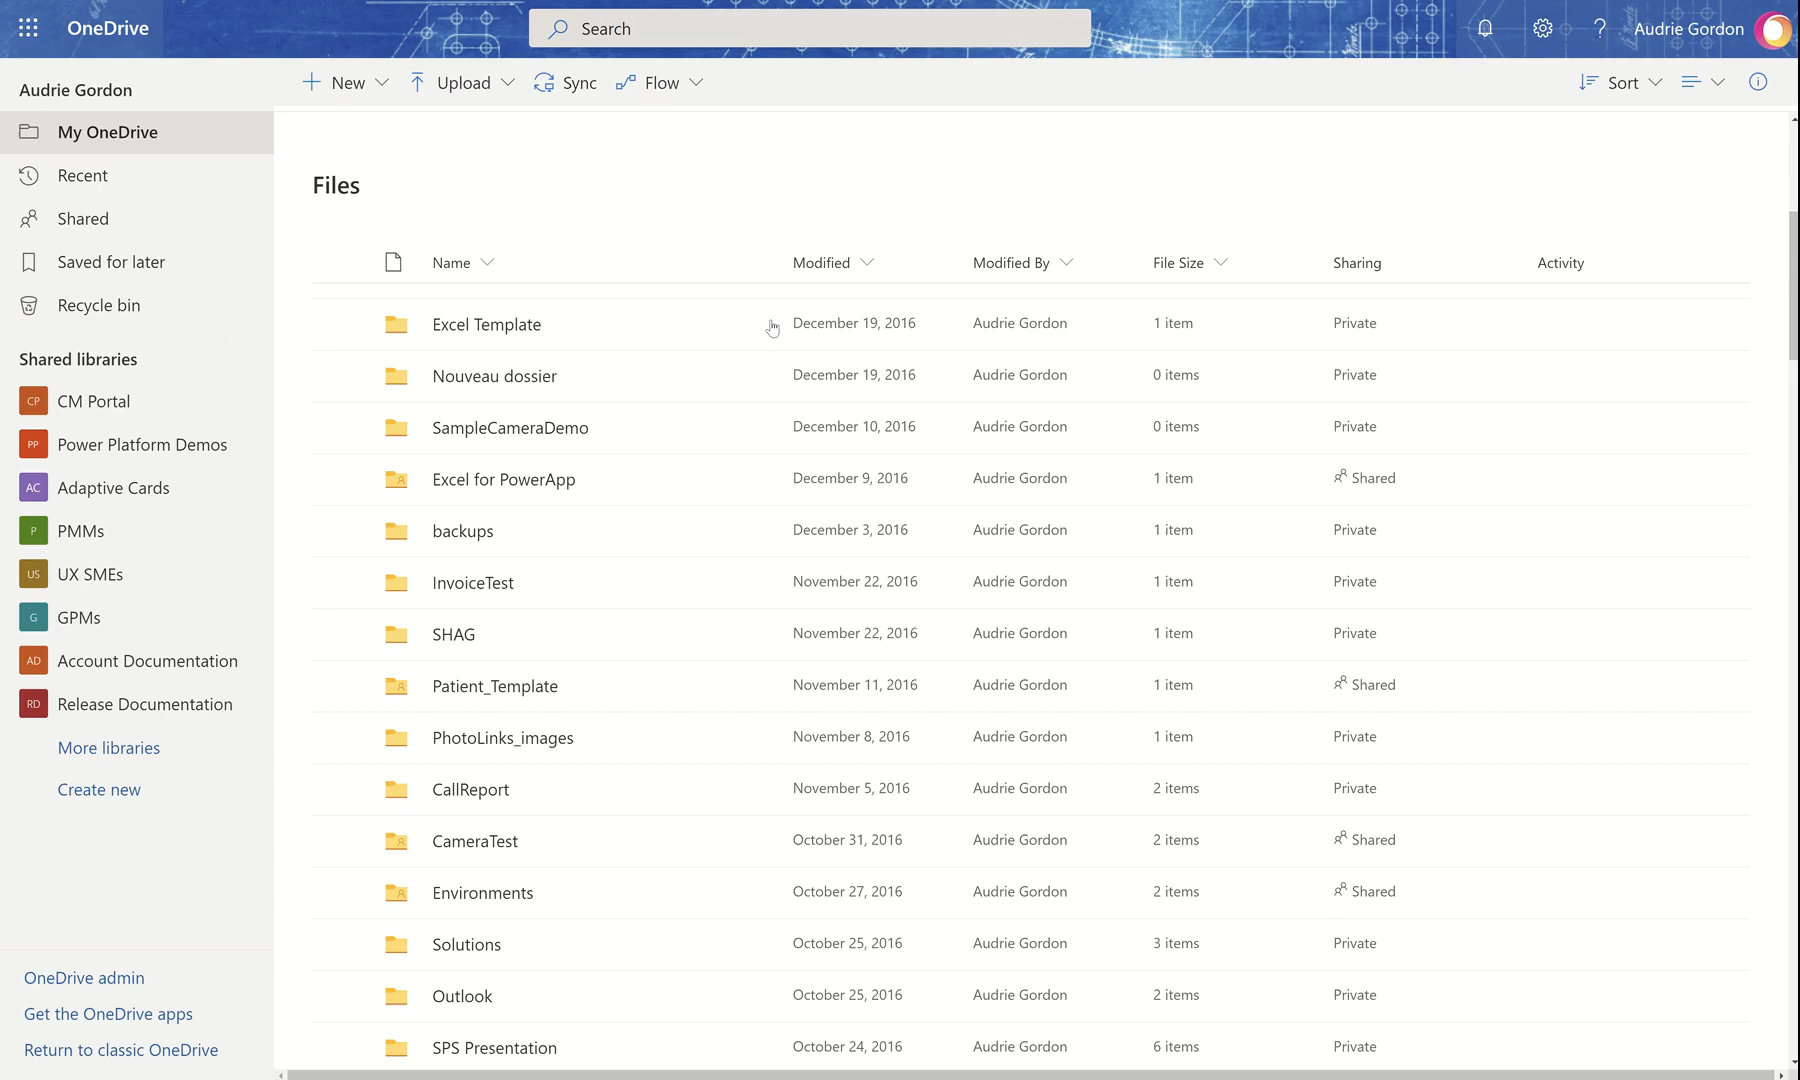 OneDrive
Search
Audrie Gordon
Audrie Gordon
New
Upload
Sync
Flow
Sort
My OneDrive
Recent
Shared
Saved for later
Recycle bin
Shared libraries
CP CM Portal
PP Power Platform Demos
AC Adaptive Cards
P PMMs
US UX SMEs
G GPMs
AD Account Documentation
RD Release Documentation
More libraries
Create new
OneDrive admin
Get the OneDrive apps
Return to classic OneDrive
Files
Name Modified Modified By File Size Sharing Activity
Excel Template December 19, 2016 Audrie Gordon 1 item Private
Nouveau dossier December 19, 2016 Audrie Gordon 0 items Private
SampleCameraDemo December 10, 2016 Audrie Gordon 0 items Private
Excel for PowerApp December 9, 2016 Audrie Gordon 1 item Shared
backups December 3, 2016 Audrie Gordon 1 item Private
InvoiceTest November 22, 2016 Audrie Gordon 1 item Private
SHAG November 22, 2016 Audrie Gordon 1 item Private
Patient_Template November 11, 2016 Audrie Gordon 1 item Shared
PhotoLinks_images November 8, 2016 Audrie Gordon 1 item Private
CallReport November 5, 2016 Audrie Gordon 2 items Private
CameraTest October 31, 2016 Audrie Gordon 2 items Shared
Environments October 27, 2016 Audrie Gordon 2 items Shared
Solutions October 25, 2016 Audrie Gordon 3 items Private
Outlook October 25, 2016 Audrie Gordon 2 items Private
SPS Presentation October 24, 2016 Audrie Gordon 6 items Private